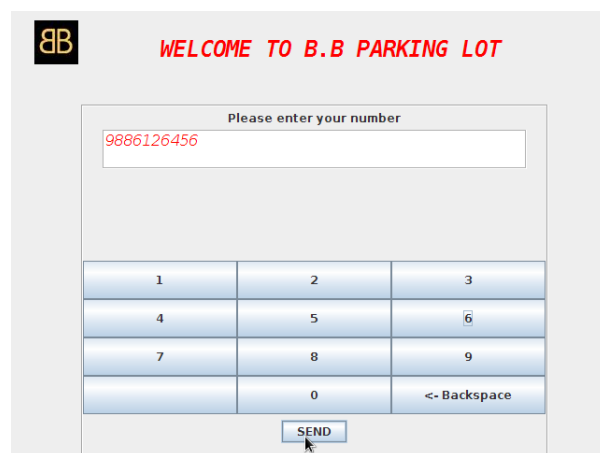 BB WELCOME TO B.B PARKING LOT
Please enter your number
9886126456
1 2 3
4 5 6
7 8 9
0 <- Backspace
SEND